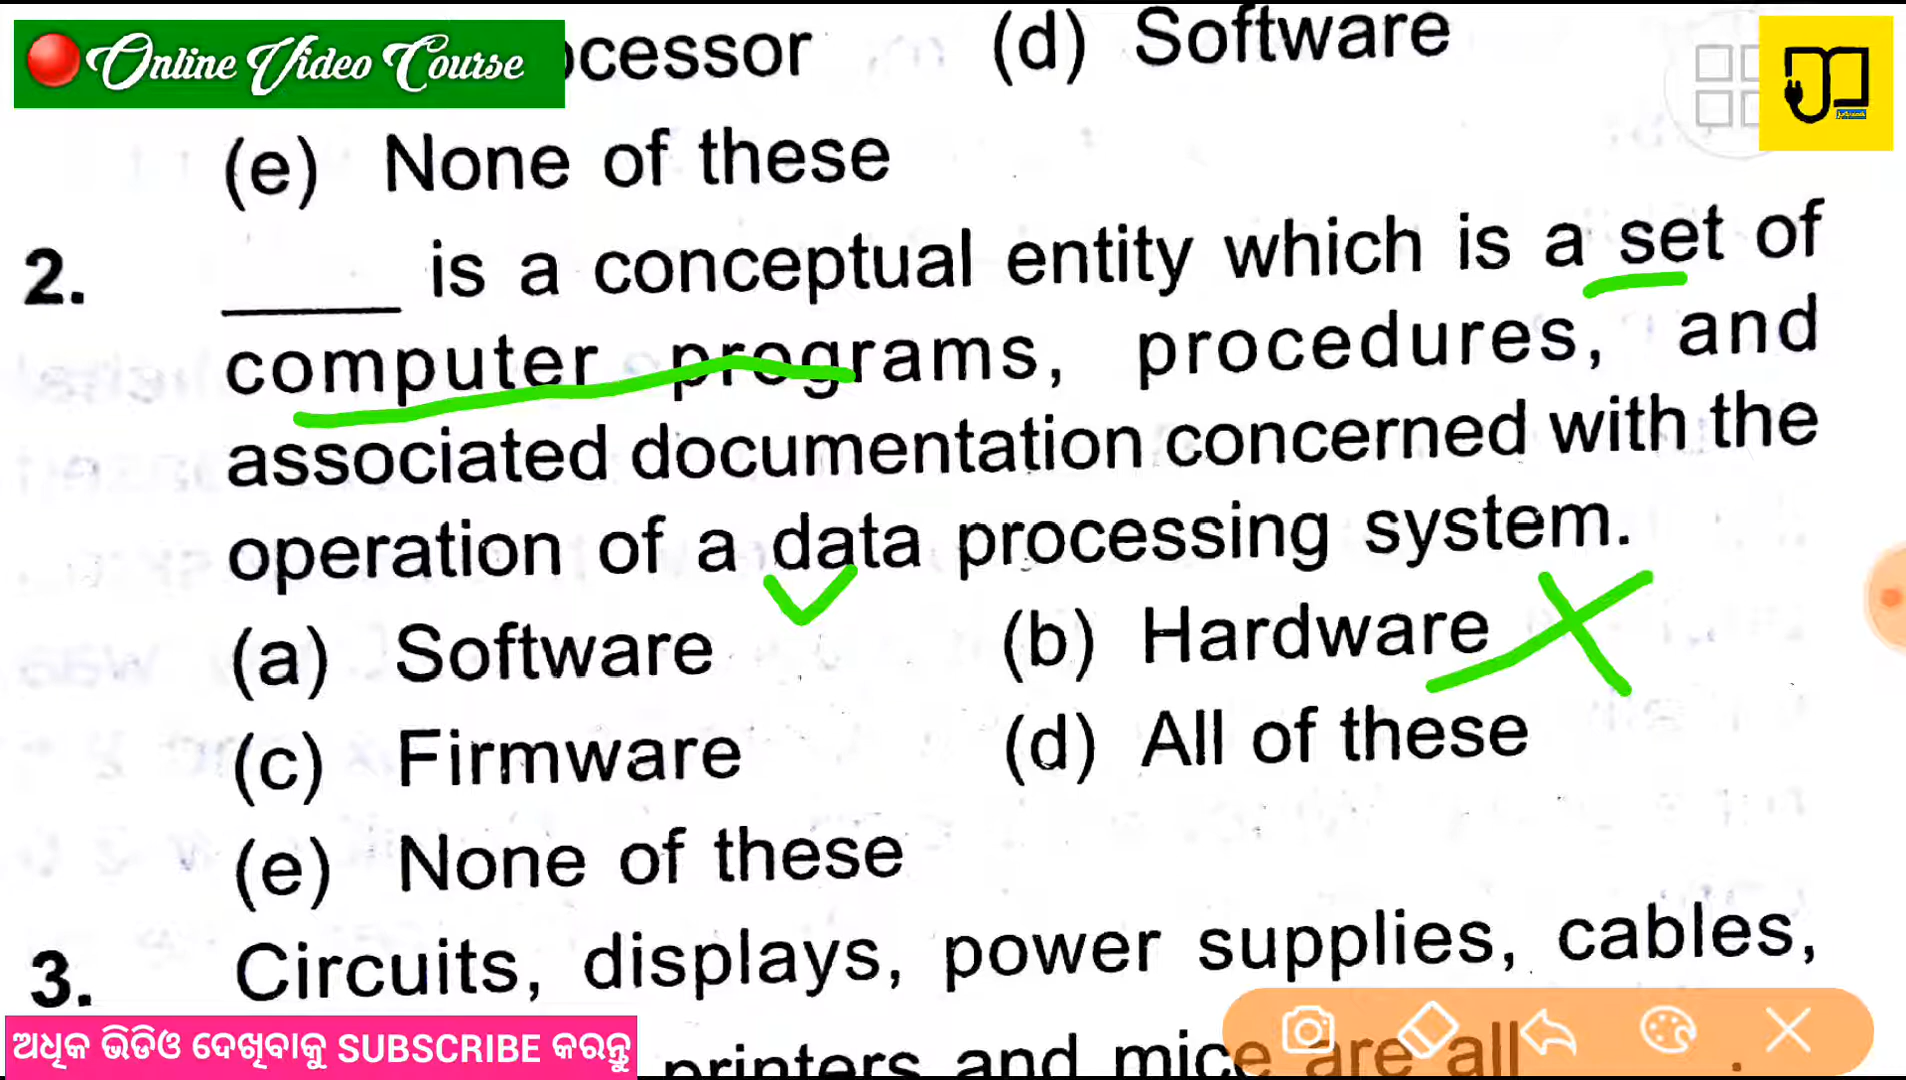 Online Video Course
cessor (d) Software
(e) None of these
2. ____ is a conceptual entity which is a set of
computer programs, procedures, and
associated documentation concerned with the
operation of a data processing system.
(a) Software (b) Hardware
(c) Firmware (d) All of these
(e) None of these
3. Circuits, displays, power supplies, cables,
ଅଧିକ ଭିଡିଓ ଦେଖିବାକୁ SUBSCRIBE କରନ୍ତୁ
printers and mice are all .